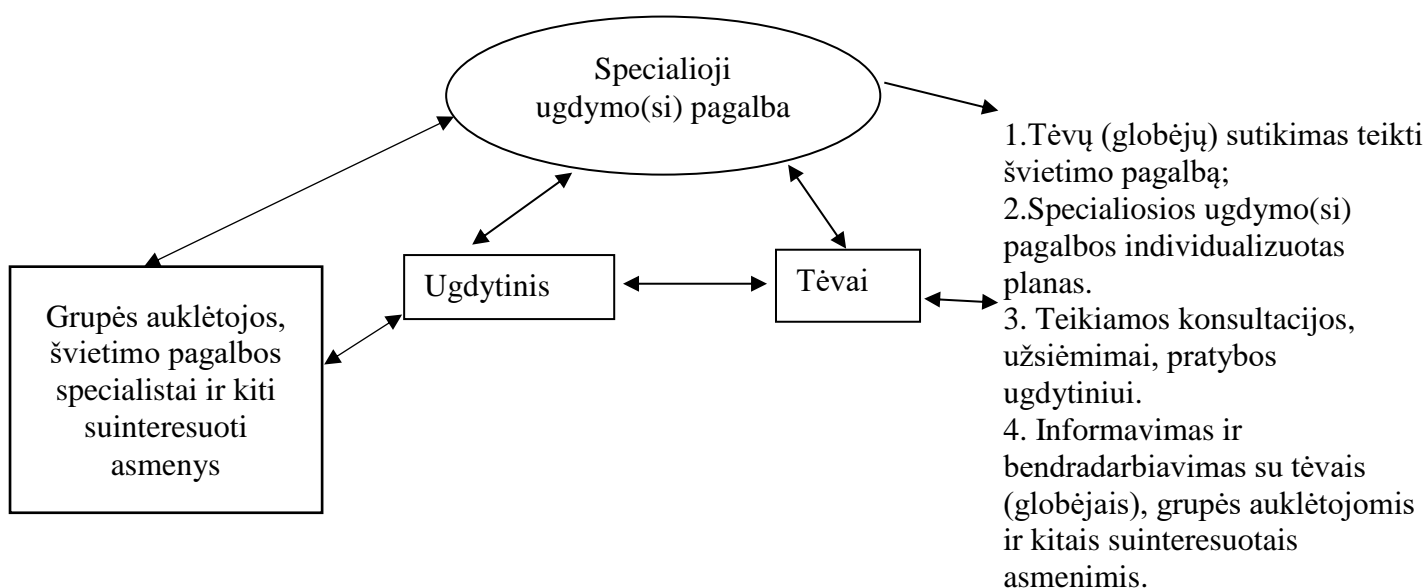 Specialioji
ugdymo(si) pagalba
1.Tėvų (globėjų) sutikimas teikti
švietimo pagalbą;
2.Specialiosios ugdymo(si)
pagalbos individualizuotas
planas.
3. Teikiamos konsultacijos,
užsiėmimai, pratybos
ugdytiniui.
4. Informavimas ir
bendradarbiavimas su tėvais
(globėjais), grupės auklėtojomis
ir kitais suinteresuotais
asmenimis.
Ugdytinis
Tėvai
Grupės auklėtojos,
švietimo pagalbos
specialistai ir kiti
suinteresuoti
asmenys